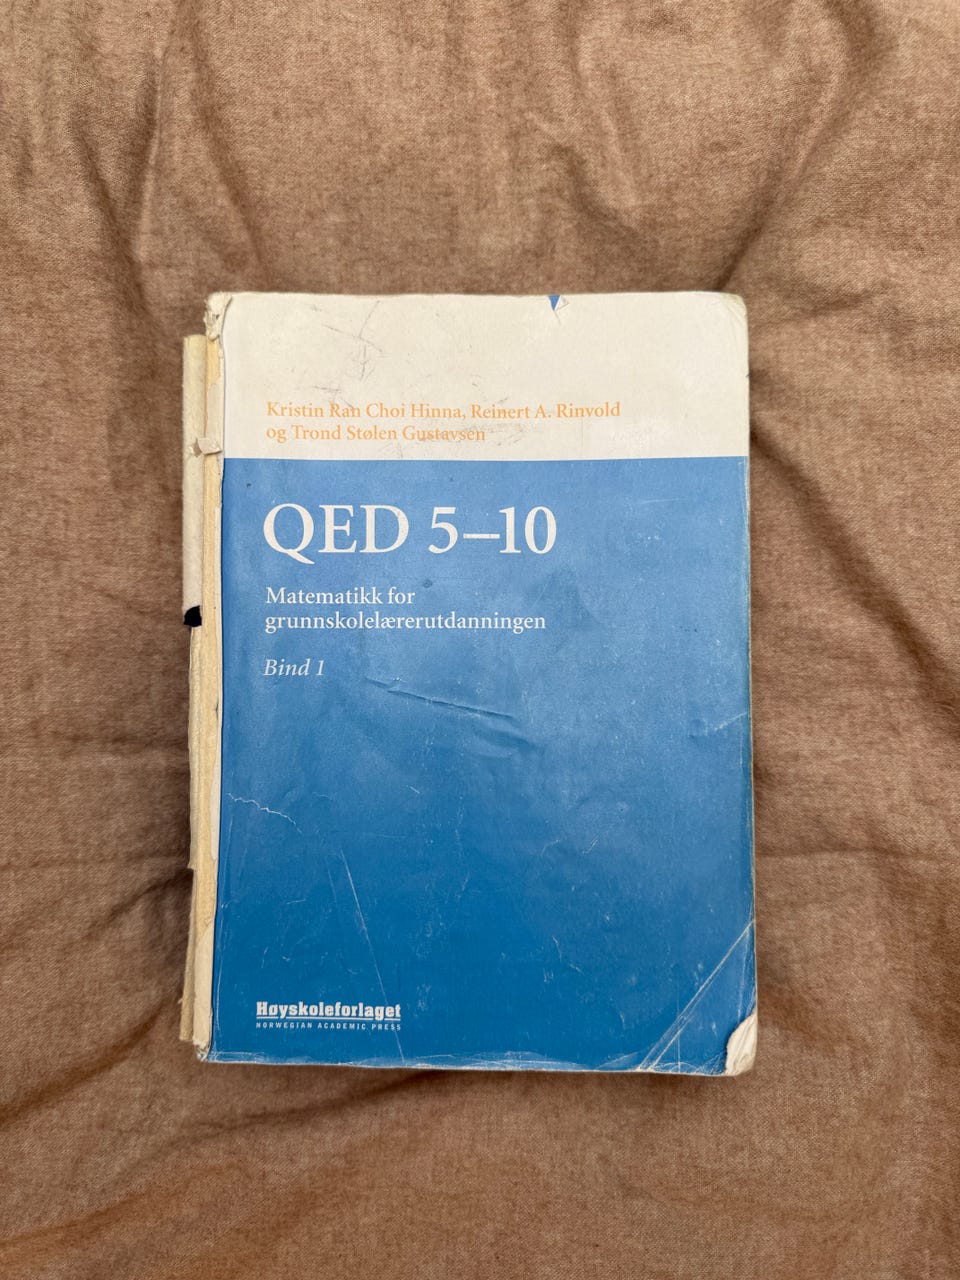 Kristin Ran Choi Hinna, Reinert A. Rinvold
og Trond Stølen Gustavsen
QED 5–10
Matematikk for
grunnskolelærerutdanningen
Bind 1
Høyskoleforlaget
NORWEGIAN ACADEMIC PRESS